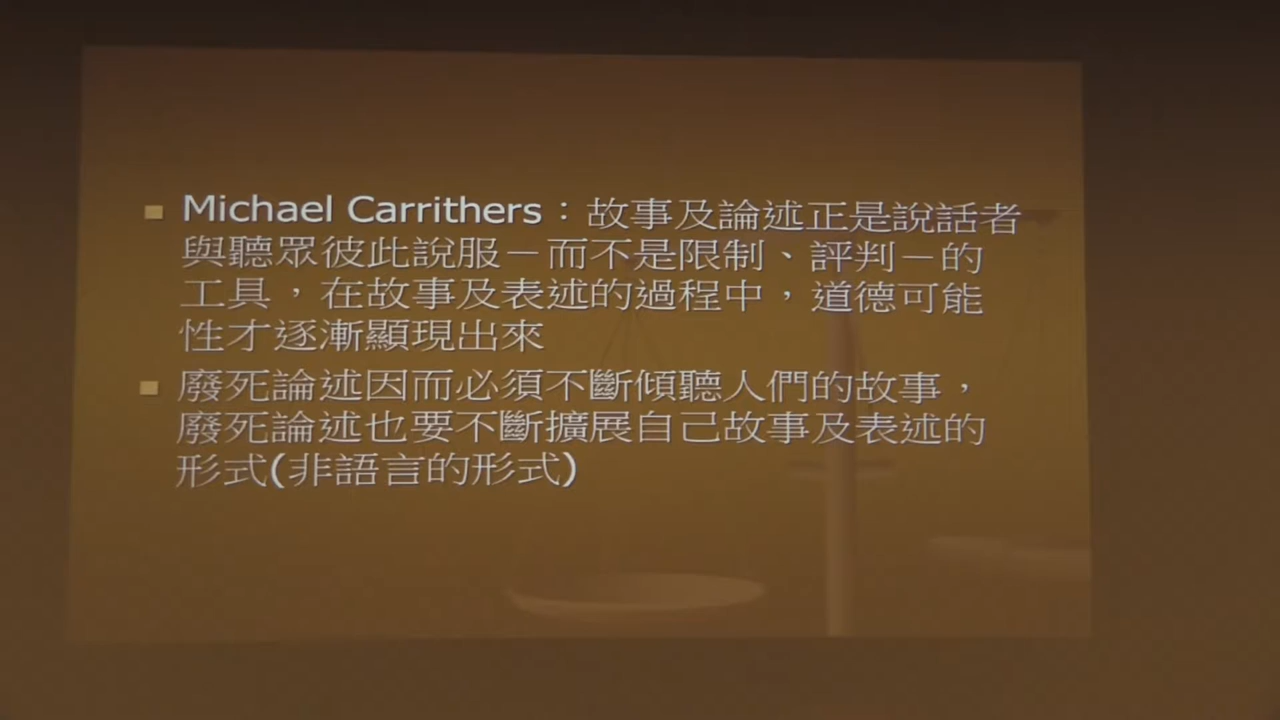 Michael Carrithers：故事及論述正是說話者
與聽眾彼此說服－而不是限制、評判－的
工具，在故事及表述的過程中，道德可能
性才逐漸顯現出來
廢死論述因而必須不斷傾聽人們的故事，
廢死論述也要不斷擴展自己故事及表述的
形式(非語言的形式)